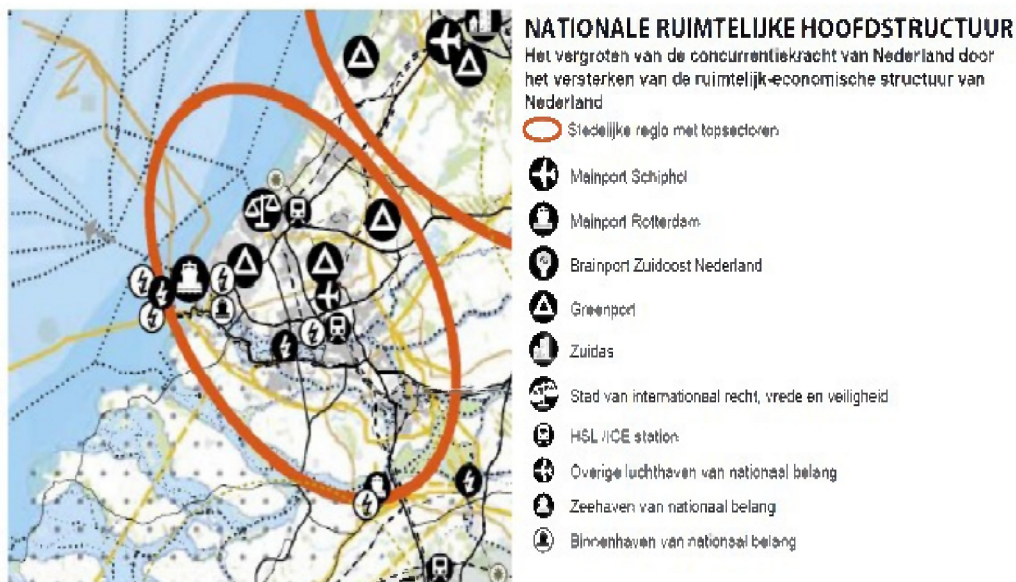 NATIONALE RUIMTELIJKE HOOFDSTRUCTUUR
Het vergroten van de concurrentiekracht van Nederland door
het versterken van de ruimtelijk-economische structuur van
Nederland
Stedelijke regio met topsectoren
Mainport Schiphol
Mainport Rotterdam
Brainport Zuidoost Nederland
Greenport
Zuidas
Stad van internationaal recht, vrede en veiligheid
HSL /ICE station
Overige luchthaven van nationaal belang
Zeehaven van nationaal belang
Binnenhaven van nationaal belang